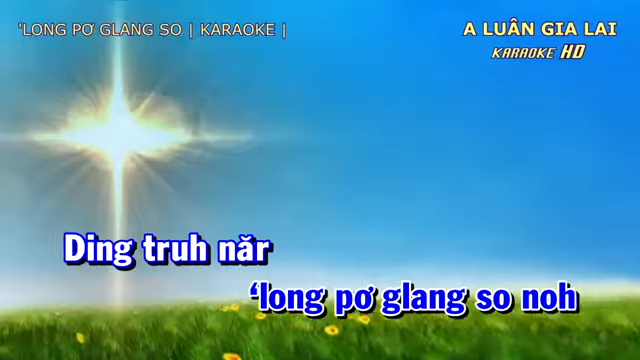 'LONG PƠ GLANG SO | KARAOKE |
A LUÂN GIA LAI
KARAOKE HD
Ding truh năr
‘long pơ glang so noh